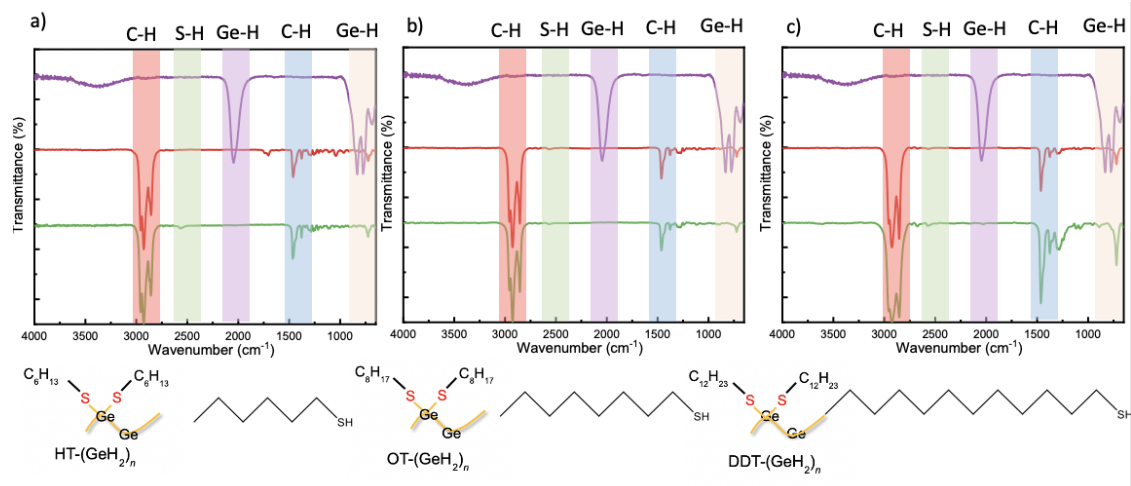 a)
C-H S-H Ge-H C-H Ge-H
Transmittance (%)
4000 3500 3000 2500 2000 1500 1000
Wavenumber (cm⁻¹)
b)
C-H S-H Ge-H C-H Ge-H
Transmittance (%)
4000 3500 3000 2500 2000 1500 1000
Wavenumber (cm⁻¹)
c)
C-H S-H Ge-H C-H Ge-H
Transmittance (%)
4000 3500 3000 2500 2000 1500 1000
Wavenumber (cm⁻¹)
C₆H₁₃ C₆H₁₃
S S
Ge
Ge
SH
HT-(GeH₂)ₙ
C₈H₁₇ C₈H₁₇
S S
Ge
Ge
SH
OT-(GeH₂)ₙ
C₁₂H₂₃ C₁₂H₂₃
S S
Ge
Ge
SH
DDT-(GeH₂)ₙ